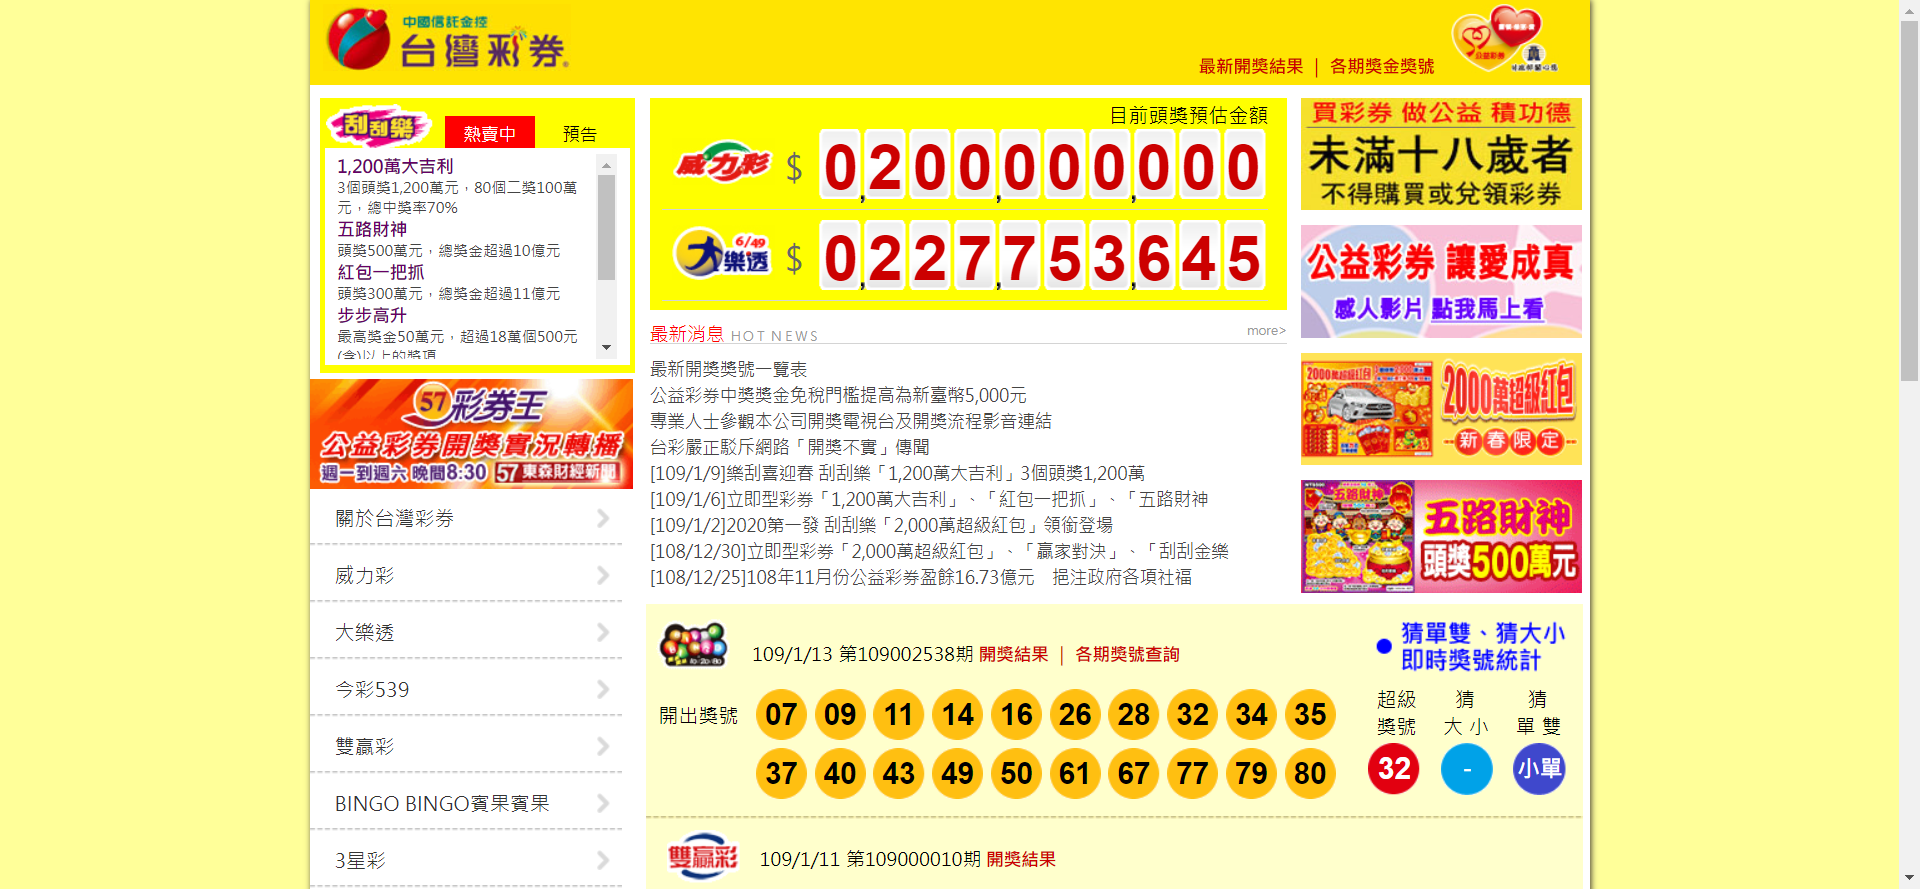 中國信託金控
台灣彩券
最新開獎結果 | 各期獎金獎號
公益彩券
刮刮樂
熱賣中
預告
1,200萬大吉利
3個頭獎1,200萬元，80個二獎100萬
元，總中獎率70%
五路財神
頭獎500萬元，總獎金超過10億元
紅包一把抓
頭獎300萬元，總獎金超過11億元
步步高升
最高獎金50萬元，超過18萬個500元
(含)以上的獎項
57彩券王
公益彩券開獎實況轉播
週一到週六 晚間8:30 57東森財經新聞
關於台灣彩券
威力彩
大樂透
今彩539
雙贏彩
BINGO BINGO賓果賓果
3星彩
目前頭獎預估金額
威力彩 $ 0,200,000,000
大樂透 6/49 $ 0,227,753,645
最新消息 HOT NEWS
more>
最新開獎獎號一覽表
公益彩券中獎獎金免稅門檻提高為新臺幣5,000元
專業人士參觀本公司開獎電視台及開獎流程影音連結
台彩嚴正駁斥網路「開獎不實」傳聞
[109/1/9]樂刮喜迎春 刮刮樂「1,200萬大吉利」3個頭獎1,200萬
[109/1/6]立即型彩券「1,200萬大吉利」、「紅包一把抓」、「五路財神
[109/1/2]2020第一發 刮刮樂「2,000萬超級紅包」領銜登場
[108/12/30]立即型彩券「2,000萬超級紅包」、「贏家對決」、「刮刮金樂
[108/12/25]108年11月份公益彩券盈餘16.73億元　挹注政府各項社福
買彩券 做公益 積功德
未滿十八歲者
不得購買或兌領彩券
公益彩券 讓愛成真
感人影片 點我馬上看
2000萬超級紅包
2000萬超級紅包
新春限定
五路財神
五路財神
頭獎500萬元
109/1/13 第109002538期 開獎結果 | 各期獎號查詢
猜單雙、猜大小
即時獎號統計
開出獎號
07 09 11 14 16 26 28 32 34 35
37 40 43 49 50 61 67 77 79 80
超級
獎號
猜
大 小
猜
單 雙
32
-
小單
雙贏彩
109/1/11 第109000010期 開獎結果